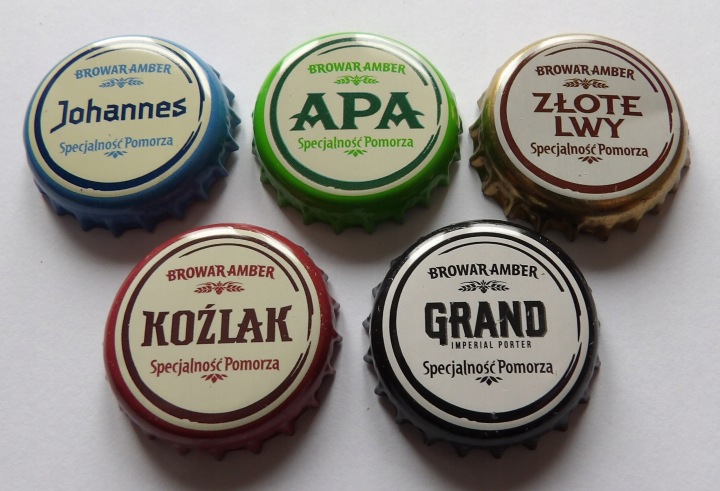 BROWAR AMBER
Johannes
Specjalność Pomorza
BROWAR AMBER
APA
Specjalność Pomorza
BROWAR AMBER
ZŁOTE
LWY
Specjalność Pomorza
BROWAR AMBER
KOŹLAK
Specjalność Pomorza
BROWAR AMBER
GRAND
IMPERIAL PORTER
Specjalność Pomorza